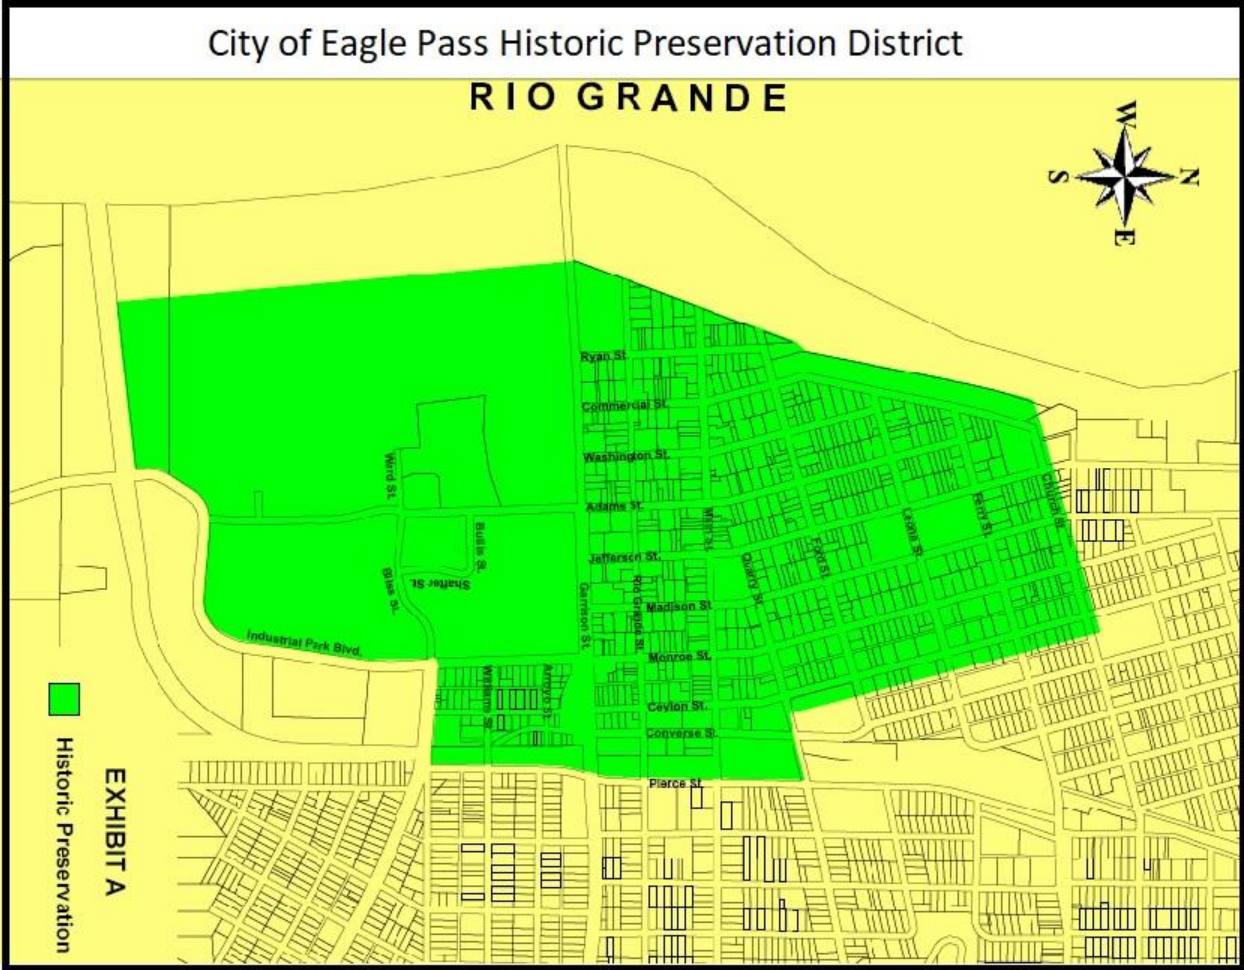 City of Eagle Pass Historic Preservation District
RIO GRANDE
W
S
N
E
Ryan St.
Commercial St.
Washington St.
Ward St.
Adams St.
Main St.
Church St.
Ferry St.
Leona St.
Ford St.
Quarry St.
Bullis St.
Jefferson St.
Shafter St.
Bliss St.
Garrison St.
Rio Grande St.
Madison St.
Industrial Park Blvd.
Monroe St.
Williams St.
Arroyo St.
Ceylon St.
Converse St.
Pierce St.
Historic Preservation
EXHIBIT A